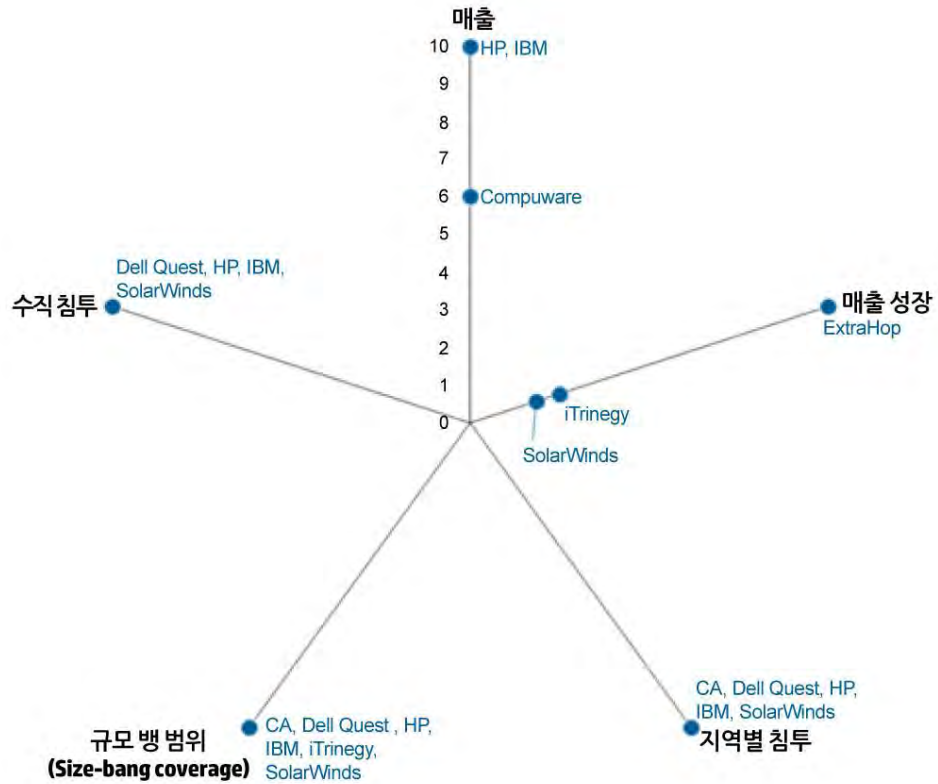 매출
10
HP, IBM
9
8
7
6
Compuware
5
4
3
2
1
0
Dell Quest, HP, IBM,
SolarWinds
수직 침투
매출 성장
ExtraHop
iTrinegy
SolarWinds
CA, Dell Quest, HP,
IBM, SolarWinds
지역별 침투
규모 뱅 범위
(Size-bang coverage)
CA, Dell Quest , HP,
IBM, iTrinegy,
SolarWinds